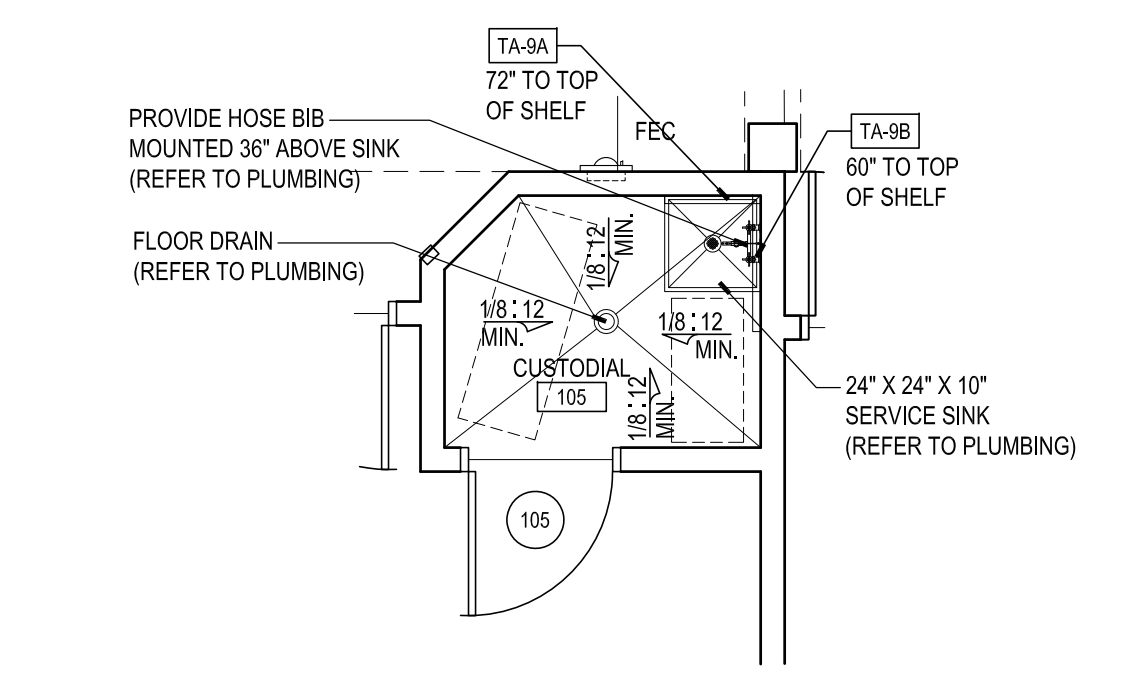 TA-9A
72" TO TOP
OF SHELF
PROVIDE HOSE BIB
MOUNTED 36" ABOVE SINK
(REFER TO PLUMBING)
FEC
TA-9B
60" TO TOP
OF SHELF
FLOOR DRAIN
(REFER TO PLUMBING)
1/8 : 12
MIN.
1/8 : 12
MIN.
1/8 : 12
MIN.
CUSTODIAL
105
1/8 : 12
MIN.
24" X 24" X 10"
SERVICE SINK
(REFER TO PLUMBING)
105